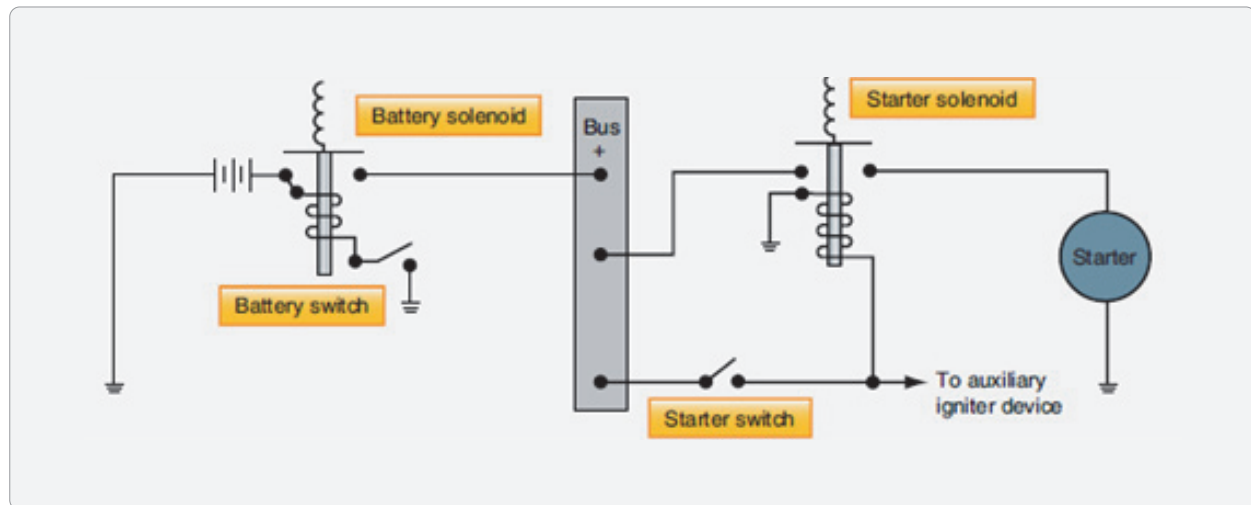 Battery solenoid
Bus
+
Starter solenoid
Battery switch
Starter
Starter switch
To auxiliary
igniter device